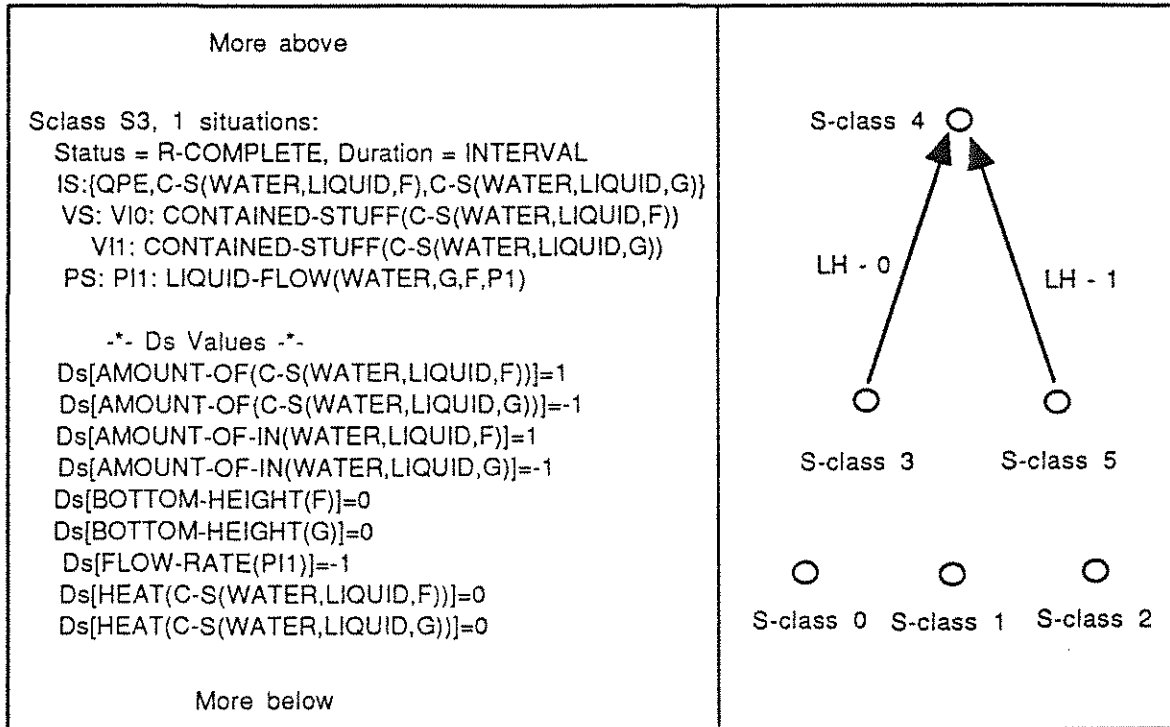 More above
Sclass S3, 1 situations:
Status = R-COMPLETE, Duration = INTERVAL
IS:{QPE,C-S(WATER,LIQUID,F),C-S(WATER,LIQUID,G)}
VS: VI0: CONTAINED-STUFF(C-S(WATER,LIQUID,F))
VI1: CONTAINED-STUFF(C-S(WATER,LIQUID,G))
PS: PI1: LIQUID-FLOW(WATER,G,F,P1)
-*- Ds Values -*-
Ds[AMOUNT-OF(C-S(WATER,LIQUID,F))]=1
Ds[AMOUNT-OF(C-S(WATER,LIQUID,G))]=-1
Ds[AMOUNT-OF-IN(WATER,LIQUID,F)]=1
Ds[AMOUNT-OF-IN(WATER,LIQUID,G)]=-1
Ds[BOTTOM-HEIGHT(F)]=0
Ds[BOTTOM-HEIGHT(G)]=0
Ds[FLOW-RATE(PI1)]=-1
Ds[HEAT(C-S(WATER,LIQUID,F))]=0
Ds[HEAT(C-S(WATER,LIQUID,G))]=0
More below
S-class 4
LH - 0
LH - 1
S-class 3
S-class 5
S-class 0
S-class 1
S-class 2